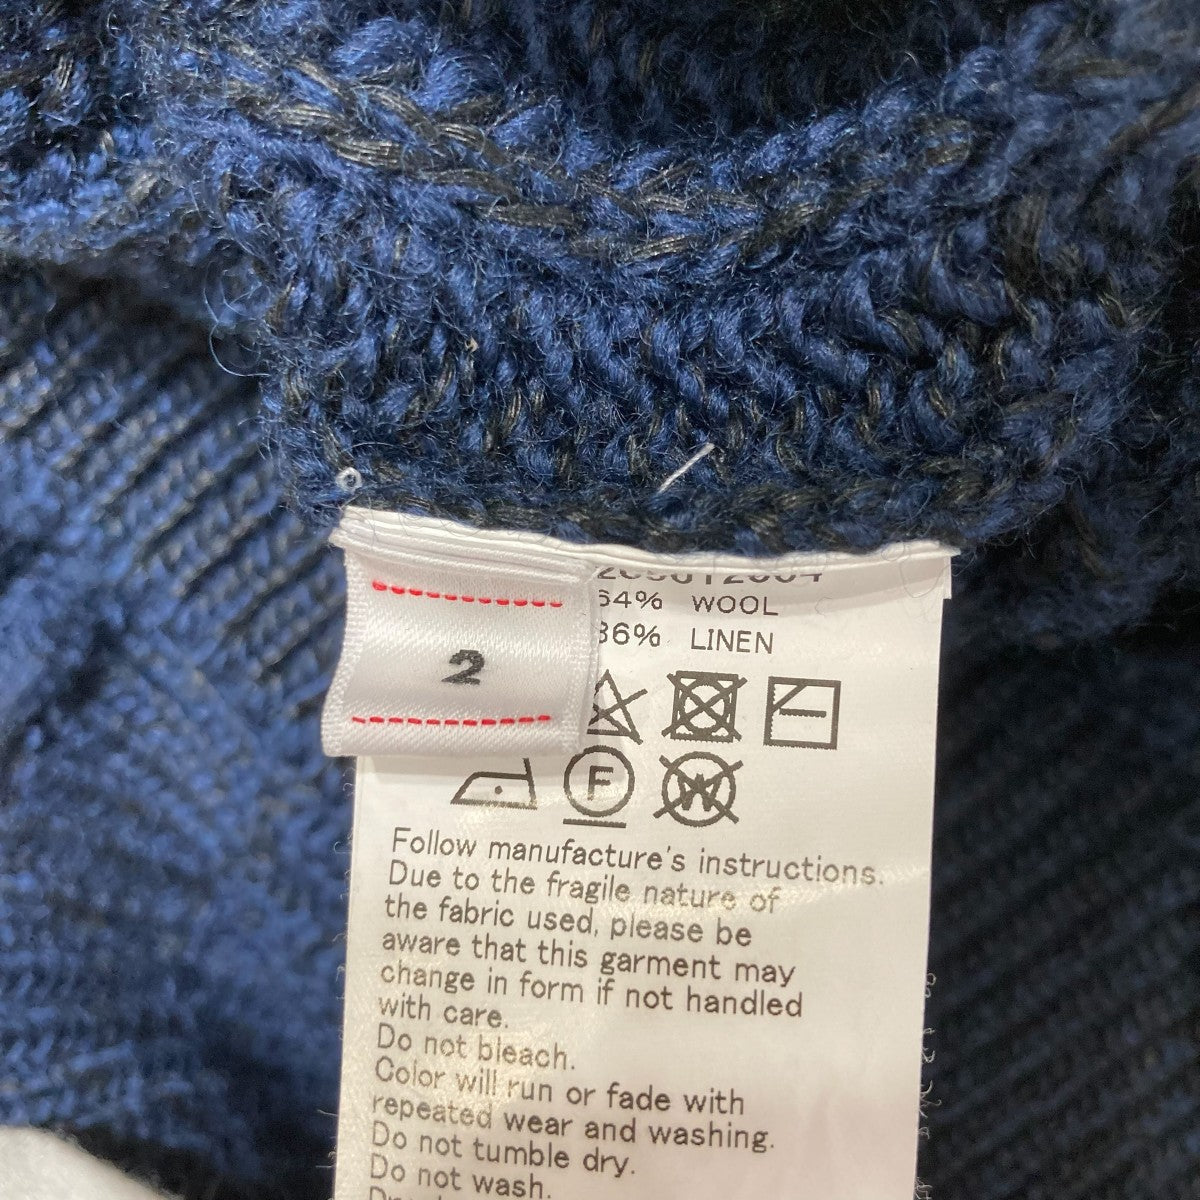 2
64% WOOL
36% LINEN
F
W
Follow manufacture's instructions.
Due to the fragile nature of
the fabric used, please be
aware that this garment may
change in form if not handled
with care.
Do not bleach.
Color will run or fade with
repeated wear and washing.
Do not tumble dry.
Do not wash.